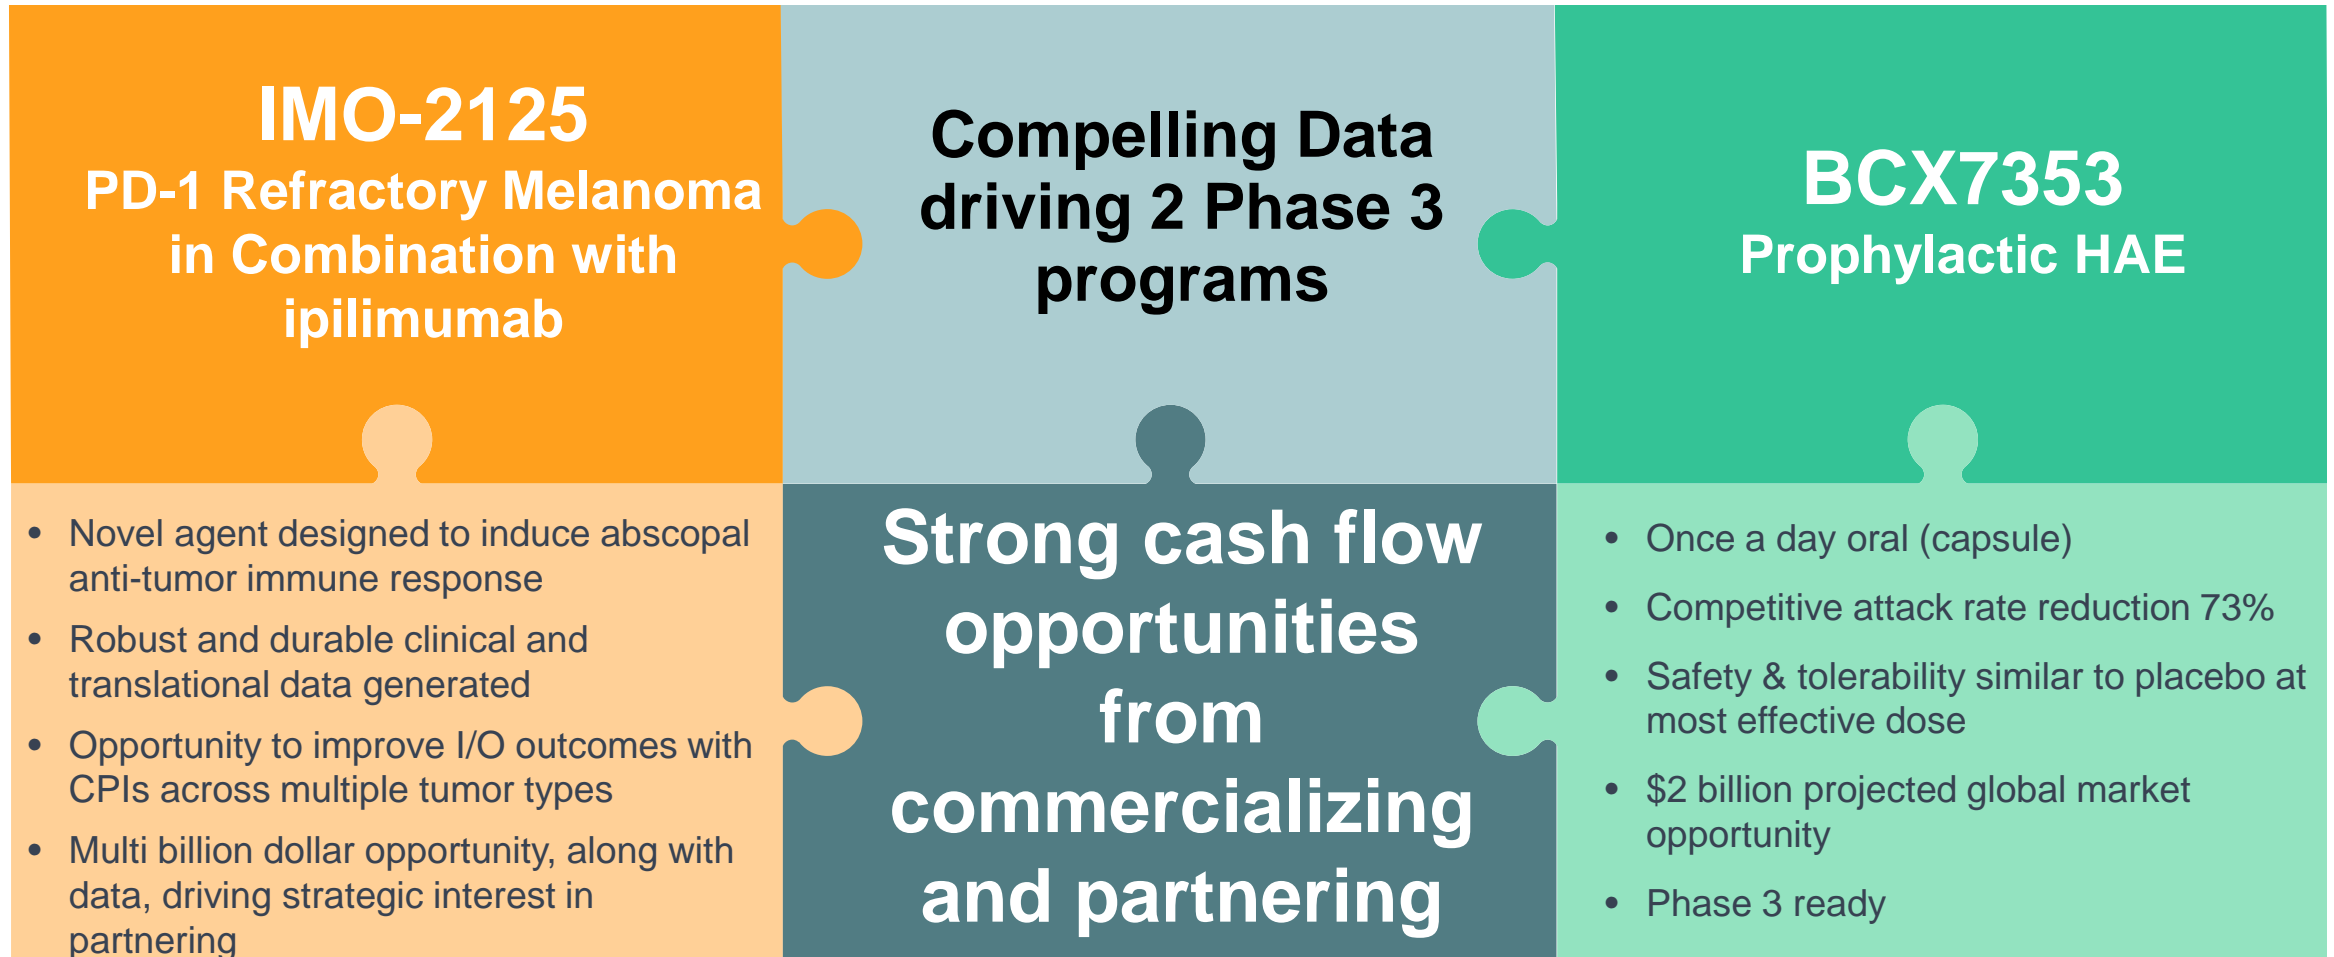 IMO-2125
PD-1 Refractory Melanoma
in Combination with
ipilimumab
Compelling Data
driving 2 Phase 3
programs
BCX7353
Prophylactic HAE
• Novel agent designed to induce abscopal
anti-tumor immune response
• Robust and durable clinical and
translational data generated
• Opportunity to improve I/O outcomes with
CPIs across multiple tumor types
• Multi billion dollar opportunity, along with
data, driving strategic interest in
partnering
Strong cash flow
opportunities
from
commercializing
and partnering
• Once a day oral (capsule)
• Competitive attack rate reduction 73%
• Safety & tolerability similar to placebo at
most effective dose
• $2 billion projected global market
opportunity
• Phase 3 ready